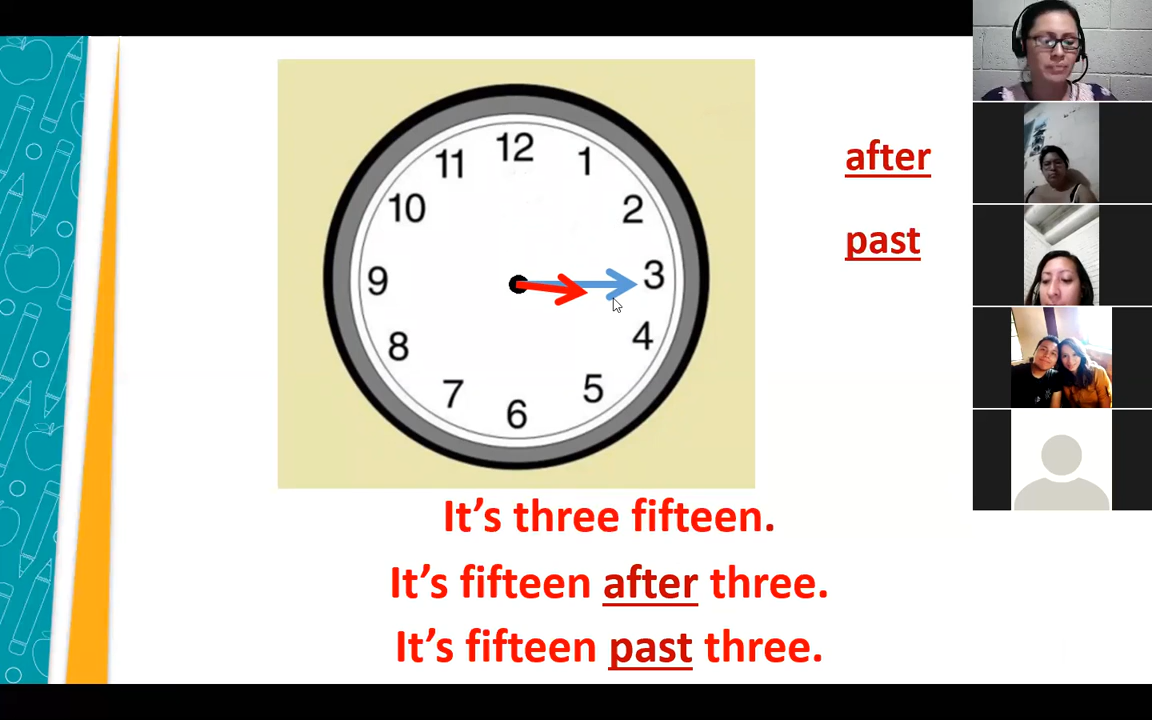 12
11
1
10
2
9
3
8
4
7
5
6
after
past
It's three fifteen.
It's fifteen after three.
It's fifteen past three.